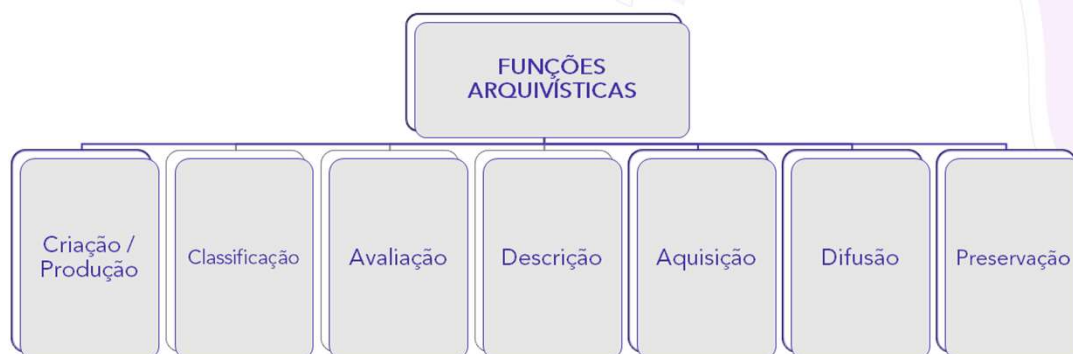 FUNÇÕES
ARQUIVÍSTICAS
Criação /
Produção
Classificação
Avaliação
Descrição
Aquisição
Difusão
Preservação